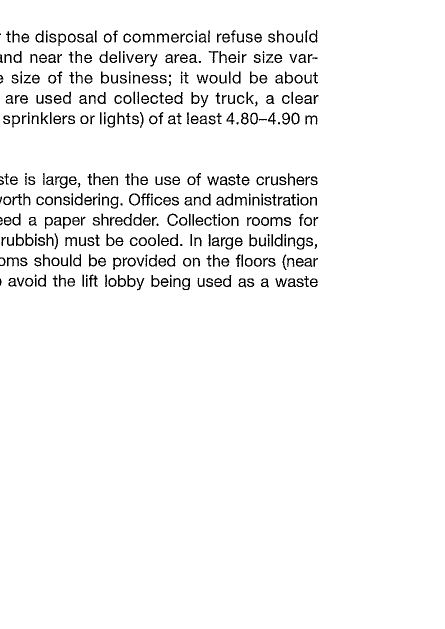 the disposal of commercial refuse should
and near the delivery area. Their size var-
size of the business; it would be about
are used and collected by truck, a clear
sprinklers or lights) of at least 4.80–4.90 m
ste is large, then the use of waste crushers
orth considering. Offices and administration
eed a paper shredder. Collection rooms for
rubbish) must be cooled. In large buildings,
oms should be provided on the floors (near
avoid the lift lobby being used as a waste